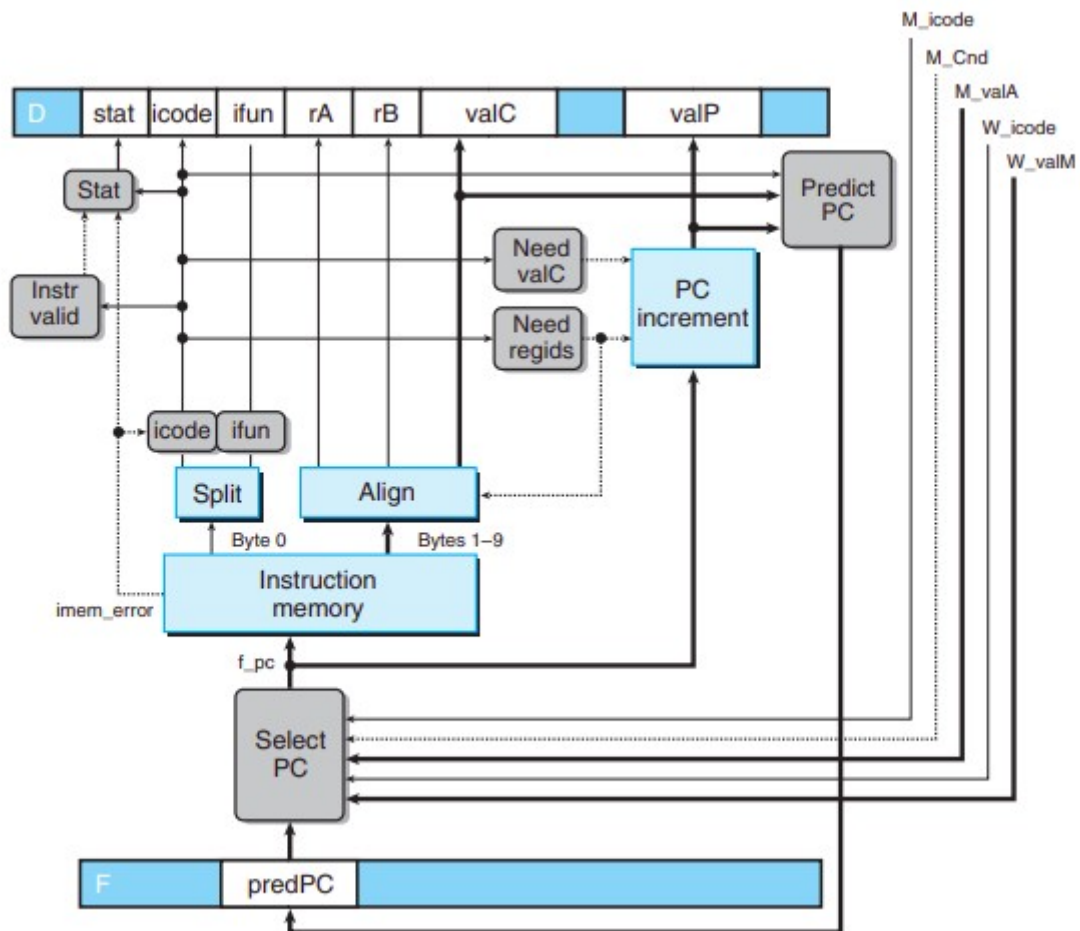 M_icode
M_Cnd
M_valA
W_icode
W_valM
D stat icode ifun rA rB valC valP
Stat
Predict
PC
Need
valC
PC
increment
Instr
valid
Need
regids
icode ifun
Split
Align
Byte 0
Bytes 1–9
Instruction
memory
imem_error
f_pc
Select
PC
F predPC